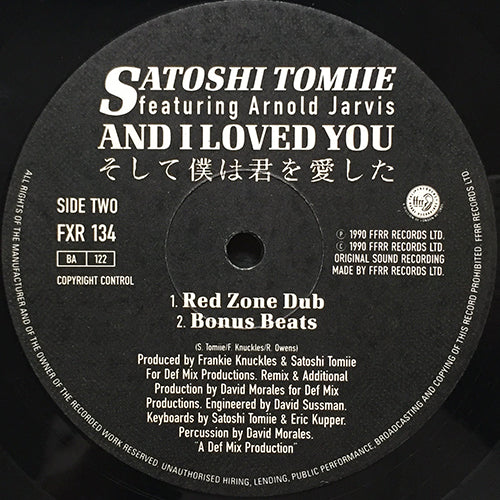 SATOSHI TOMIIE
featuring Arnold Jarvis
AND I LOVED YOU
そして僕は君を愛した
SIDE TWO
FXR 134
BA 122
COPYRIGHT CONTROL
ffrr
Ⓟ 1990 FFRR RECORDS LTD.
© 1990 FFRR RECORDS LTD.
ORIGINAL SOUND RECORDING
MADE BY FFRR RECORDS LTD.
1. Red Zone Dub
2. Bonus Beats
(S. Tomiie/F. Knuckles/R. Owens)
Produced by Frankie Knuckles & Satoshi Tomiie
For Def Mix Productions. Remix & Additional
Production by David Morales for Def Mix
Productions. Engineered by David Sussman.
Keyboards by Satoshi Tomiie & Eric Kupper.
Percussion by David Morales.
"A Def Mix Production"
ALL RIGHTS OF THE MANUFACTURER AND OF THE OWNER OF THE RECORDED WORK RESERVED UNAUTHORISED HIRING, LENDING, PUBLIC PERFORMANCE, BROADCASTING AND COPYING OF THIS RECORD PROHIBITED. FFRR RECORDS LTD